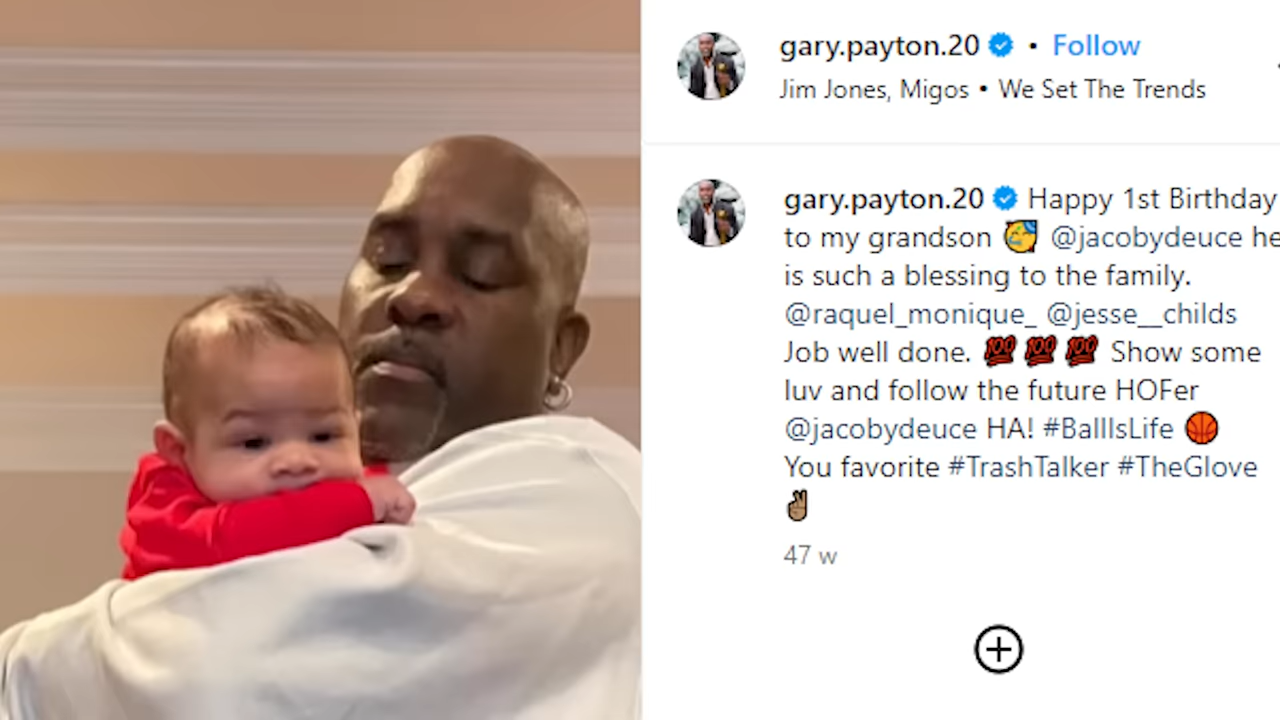 gary.payton.20 • Follow
Jim Jones, Migos • We Set The Trends
gary.payton.20 Happy 1st Birthday
to my grandson 🥳 @jacobydeuce he
is such a blessing to the family.
@raquel_monique_ @jesse__childs
Job well done. 💯 💯 💯 Show some
luv and follow the future HOFer
@jacobydeuce HA! #BallIsLife 🏀
You favorite #TrashTalker #TheGlove
✌🏽
47 w